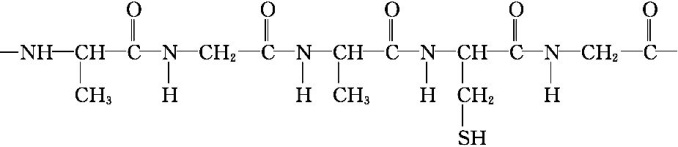 O O O O O
—NH—CH—C—N—CH₂—C—N—CH—C—N—CH—C—N—CH₂—C—
CH₃ H H CH₃ H CH₂ H
SH